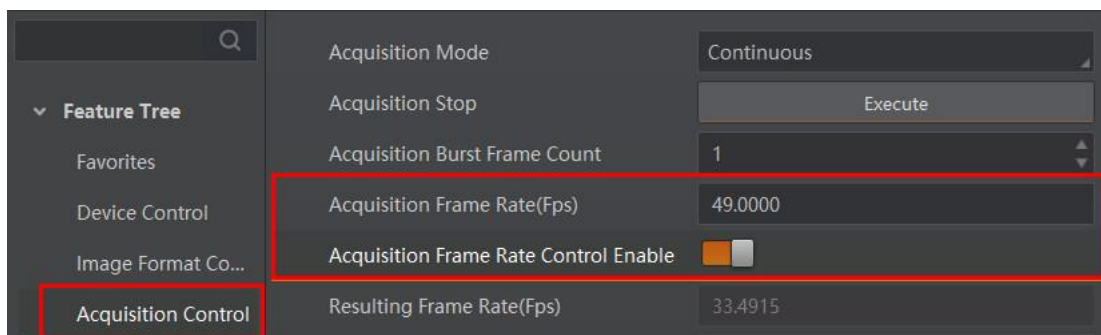 Feature Tree
Favorites
Device Control
Image Format Co...
Acquisition Control
Acquisition Mode Continuous
Acquisition Stop Execute
Acquisition Burst Frame Count 1
Acquisition Frame Rate(Fps) 49.0000
Acquisition Frame Rate Control Enable
Resulting Frame Rate(Fps) 33.4915